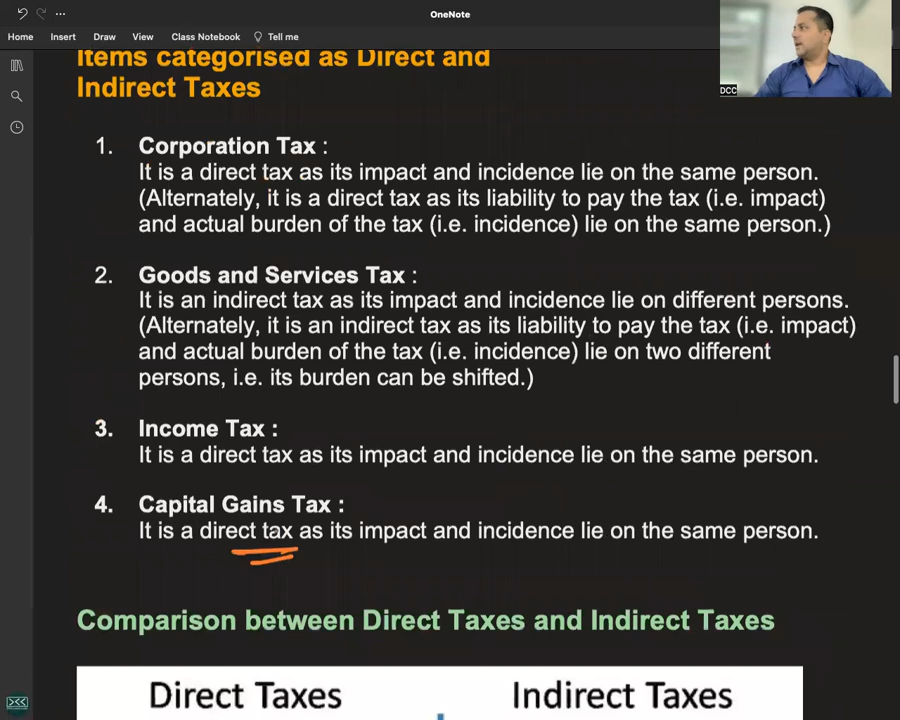 OneNote
Home Insert Draw View Class Notebook Tell me
Items categorised as Direct and
Indirect Taxes
DCC
1. Corporation Tax :
It is a direct tax as its impact and incidence lie on the same person.
(Alternately, it is a direct tax as its liability to pay the tax (i.e. impact)
and actual burden of the tax (i.e. incidence) lie on the same person.)
2. Goods and Services Tax :
It is an indirect tax as its impact and incidence lie on different persons.
(Alternately, it is an indirect tax as its liability to pay the tax (i.e. impact)
and actual burden of the tax (i.e. incidence) lie on two different
persons, i.e. its burden can be shifted.)
3. Income Tax :
It is a direct tax as its impact and incidence lie on the same person.
4. Capital Gains Tax :
It is a direct tax as its impact and incidence lie on the same person.
Comparison between Direct Taxes and Indirect Taxes
Direct Taxes Indirect Taxes